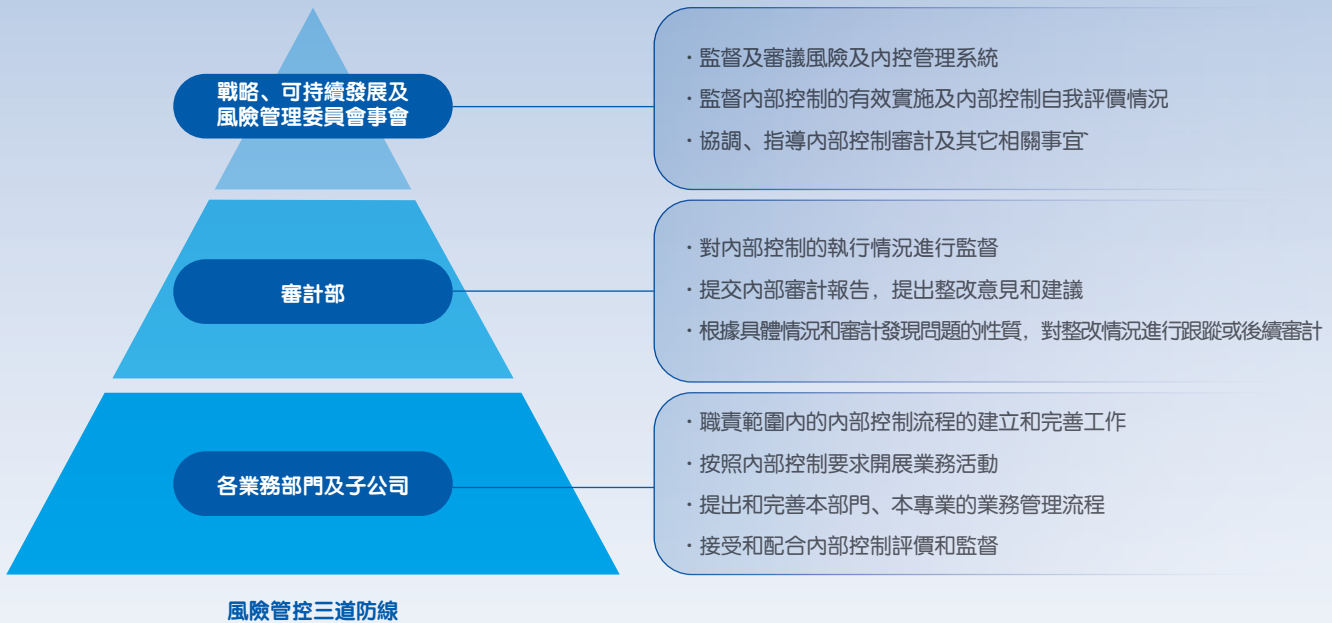 戰略、可持續發展及
風險管理委員會事會
·監督及審議風險及內控管理系統
·監督內部控制的有效實施及內部控制自我評價情況
·協調、指導內部控制審計及其它相關事宜`
審計部
·對內部控制的執行情況進行監督
·提交內部審計報告，提出整改意見和建議
·根據具體情況和審計發現問題的性質，對整改情況進行跟蹤或後續審計
各業務部門及子公司
·職責範圍內的內部控制流程的建立和完善工作
·按照內部控制要求開展業務活動
·提出和完善本部門、本專業的業務管理流程
·接受和配合內部控制評價和監督
風險管控三道防線